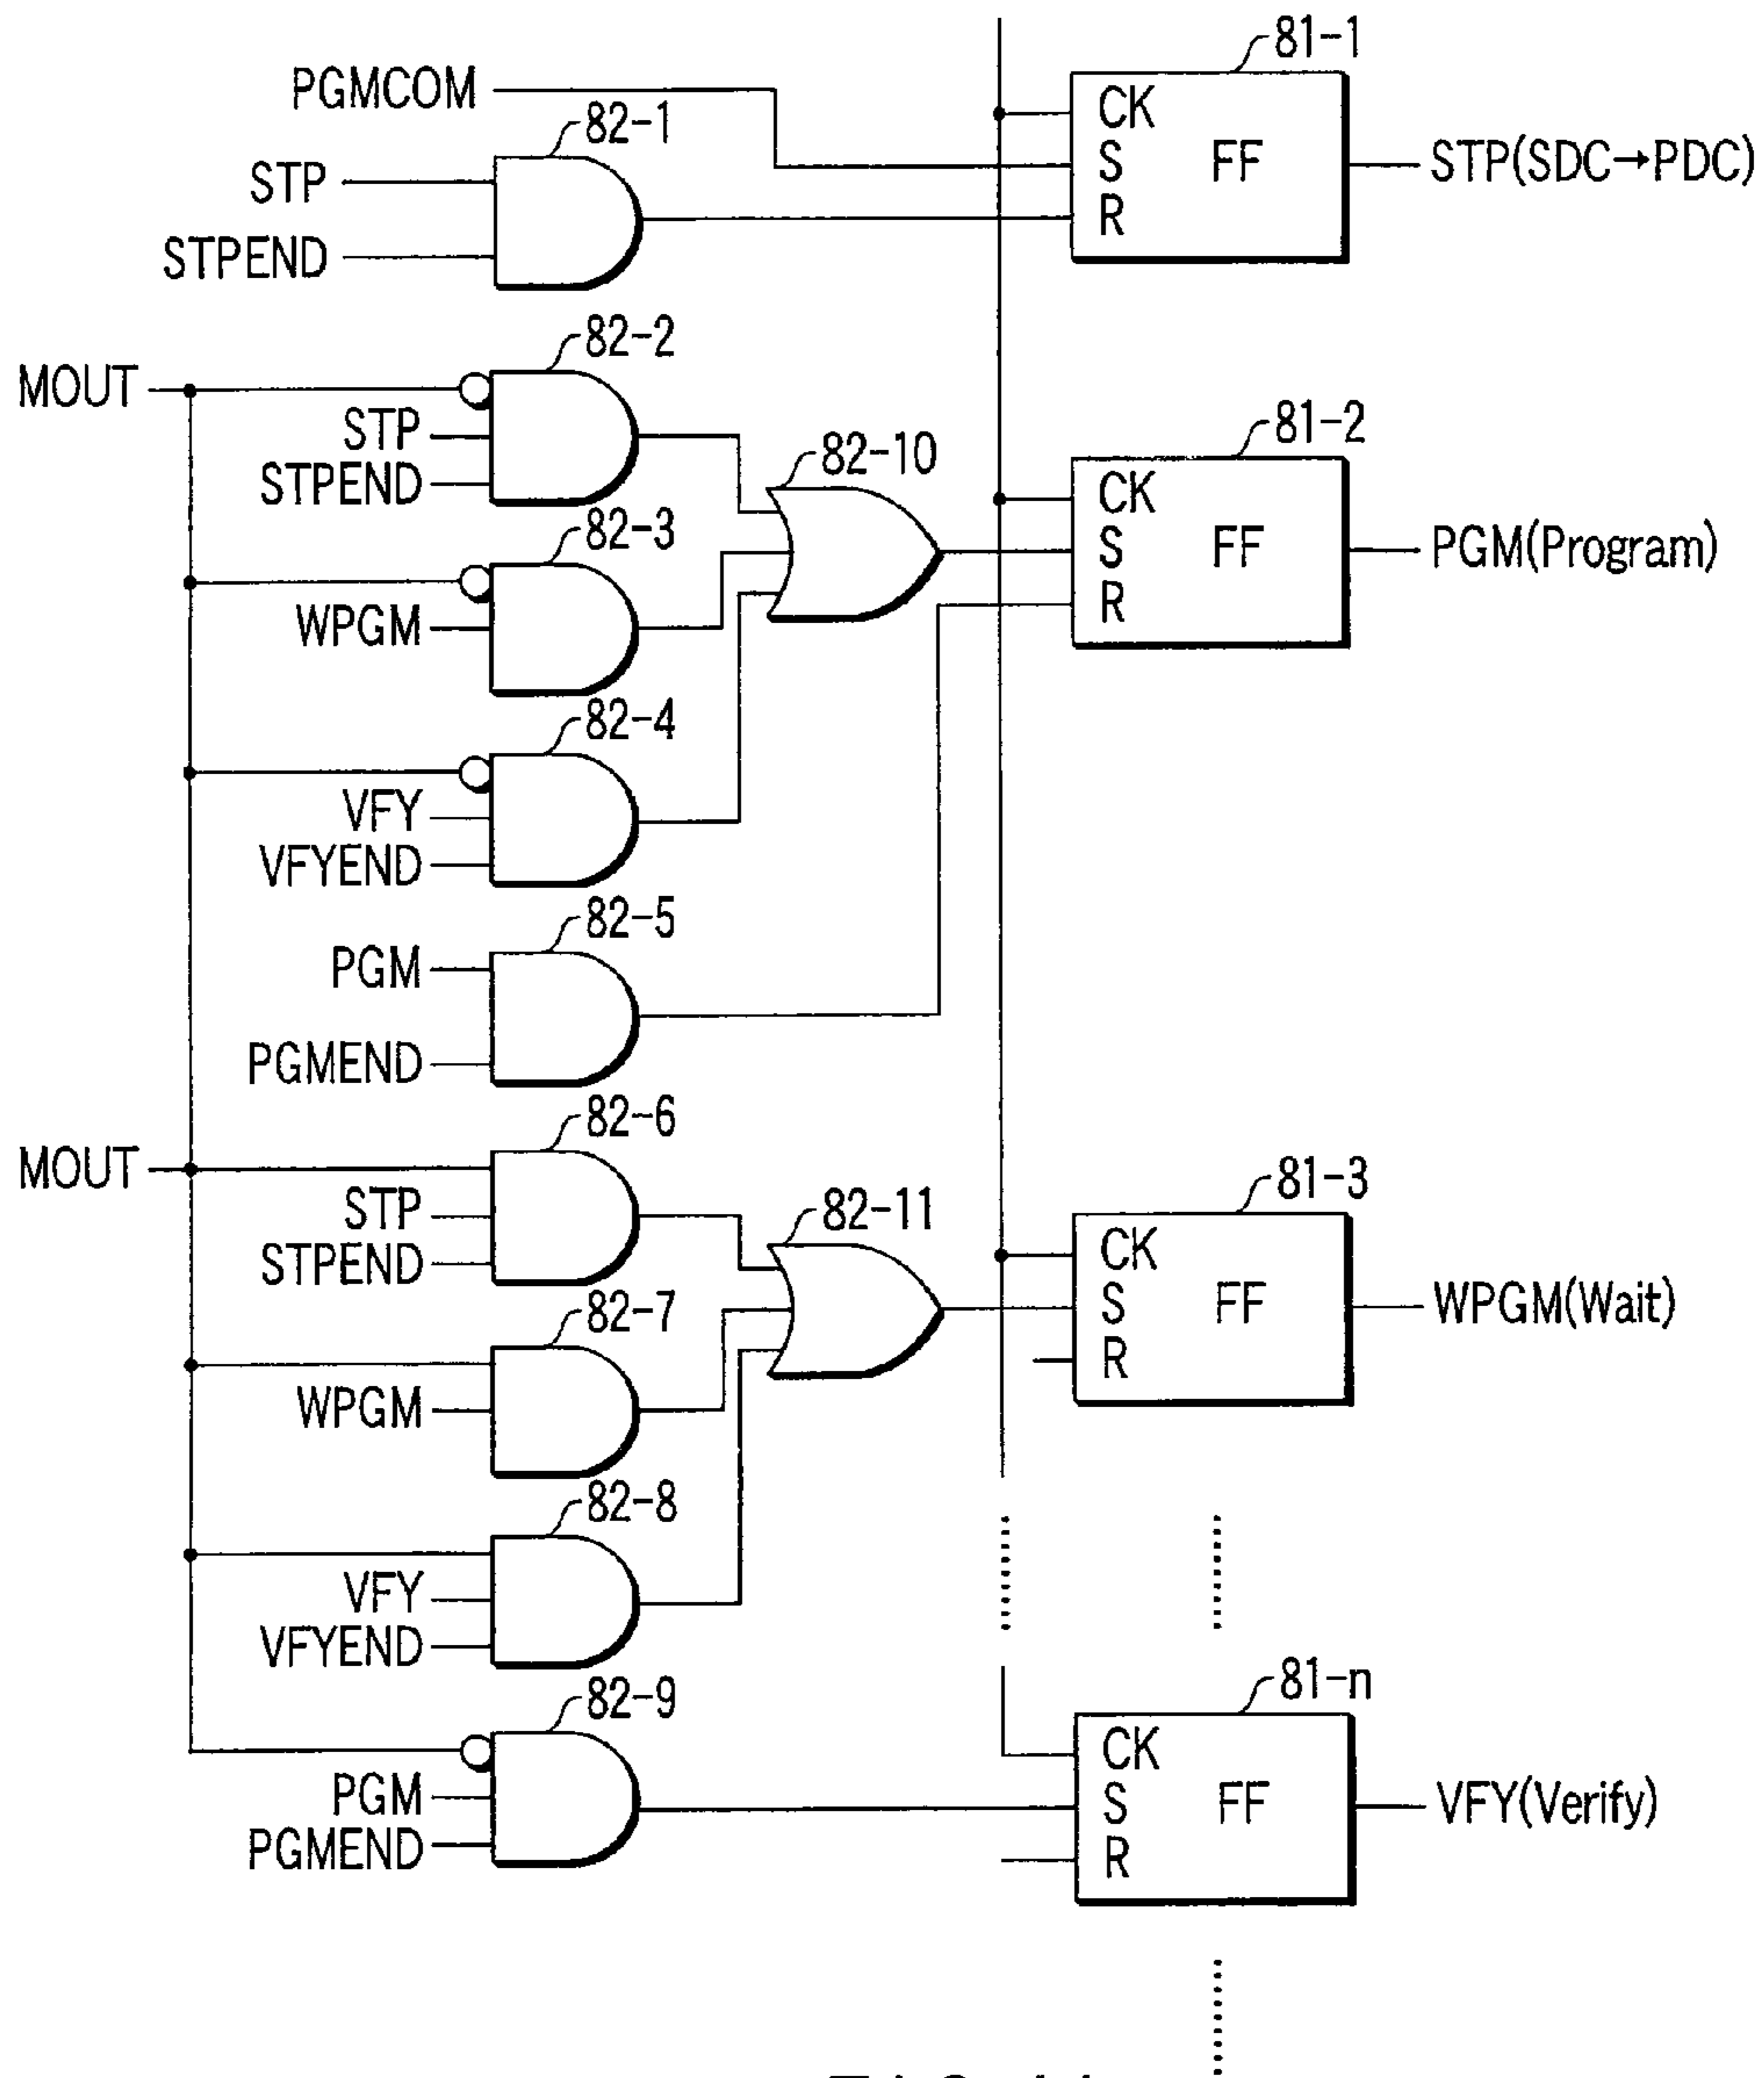 81-1
PGMCOM
CK
82-1
S FF STP(SDC→PDC)
STP
R
STPEND
82-2
MOUT
STP
81-2
82-10
STPEND
CK
82-3
S FF PGM(Program)
R
WPGM
82-4
VFY
VFYEND
82-5
PGM
PGMEND
82-6
MOUT
81-3
STP
82-11
CK
STPEND
82-7
S FF WPGM(Wait)
R
WPGM
82-8
VFY
VFYEND
81-n
82-9
CK
PGM
S FF VFY(Verify)
PGMEND
R